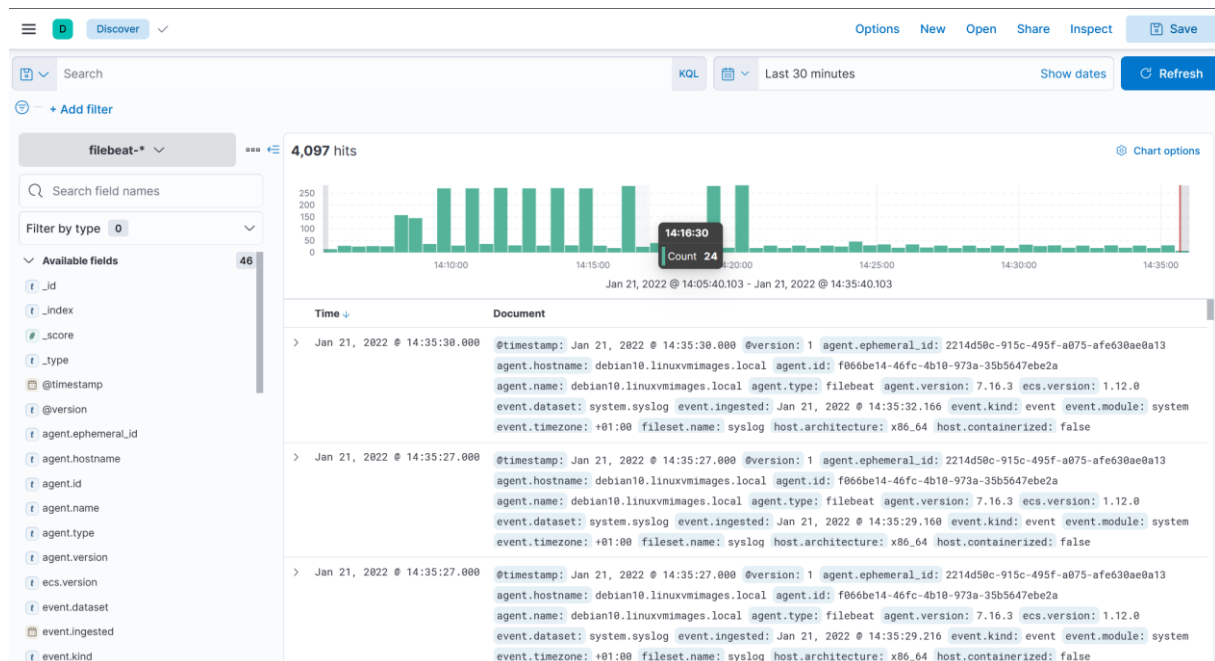 D Discover Options New Open Share Inspect Save
Search KQL Last 30 minutes Show dates Refresh
+ Add filter
filebeat-*
Search field names
Filter by type 0
Available fields 46
_id
_index
_score
_type
@timestamp
@version
agent.ephemeral_id
agent.hostname
agent.id
agent.name
agent.type
agent.version
ecs.version
event.dataset
event.ingested
event.kind
4,097 hits Chart options
250
200
150
100
50
0
14:16:30
Count 24
14:10:00 14:15:00 4:20:00 14:25:00 14:30:00 14:35:00
Jan 21, 2022 @ 14:05:40.103 - Jan 21, 2022 @ 14:35:40.103
Time Document
Jan 21, 2022 @ 14:35:30.000 @timestamp: Jan 21, 2022 @ 14:35:30.000 @version: 1 agent.ephemeral_id: 2214d50c-915c-495f-a075-afe630ae0a13
agent.hostname: debian10.linuxvmimages.local agent.id: f066be14-46fc-4b10-973a-35b5647ebe2a
agent.name: debian10.linuxvmimages.local agent.type: filebeat agent.version: 7.16.3 ecs.version: 1.12.0
event.dataset: system.syslog event.ingested: Jan 21, 2022 @ 14:35:32.166 event.kind: event event.module: system
event.timezone: +01:00 fileset.name: syslog host.architecture: x86_64 host.containerized: false
Jan 21, 2022 @ 14:35:27.000 @timestamp: Jan 21, 2022 @ 14:35:27.000 @version: 1 agent.ephemeral_id: 2214d50c-915c-495f-a075-afe630ae0a13
agent.hostname: debian10.linuxvmimages.local agent.id: f066be14-46fc-4b10-973a-35b5647ebe2a
agent.name: debian10.linuxvmimages.local agent.type: filebeat agent.version: 7.16.3 ecs.version: 1.12.0
event.dataset: system.syslog event.ingested: Jan 21, 2022 @ 14:35:29.160 event.kind: event event.module: system
event.timezone: +01:00 fileset.name: syslog host.architecture: x86_64 host.containerized: false
Jan 21, 2022 @ 14:35:27.000 @timestamp: Jan 21, 2022 @ 14:35:27.000 @version: 1 agent.ephemeral_id: 2214d50c-915c-495f-a075-afe630ae0a13
agent.hostname: debian10.linuxvmimages.local agent.id: f066be14-46fc-4b10-973a-35b5647ebe2a
agent.name: debian10.linuxvmimages.local agent.type: filebeat agent.version: 7.16.3 ecs.version: 1.12.0
event.dataset: system.syslog event.ingested: Jan 21, 2022 @ 14:35:29.216 event.kind: event event.module: system
event.timezone: +01:00 fileset.name: syslog host.architecture: x86_64 host.containerized: false